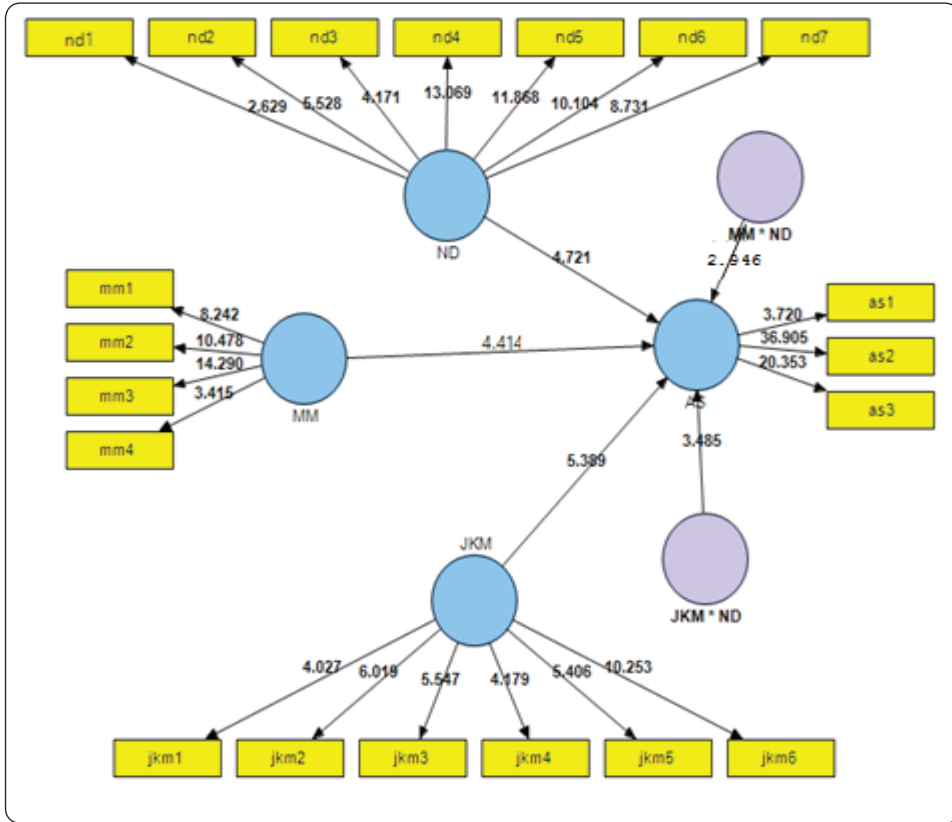 nd1 nd2 nd3 nd4 nd5 nd6 nd7
2.629 5.528 4.171 13.069 11.868 10.104 8.731
ND
MM * ND
2.946
4.721
mm1
mm2
mm3
mm4
8.242
10.478
14.290
3.415
MM
4.414
as1
as2
as3
3.720
36.905
20.353
AS
3.485
5.389
JKM
JKM * ND
4.027 6.019 5.547 4.179 5.406 10.253
jkm1 jkm2 jkm3 jkm4 jkm5 jkm6